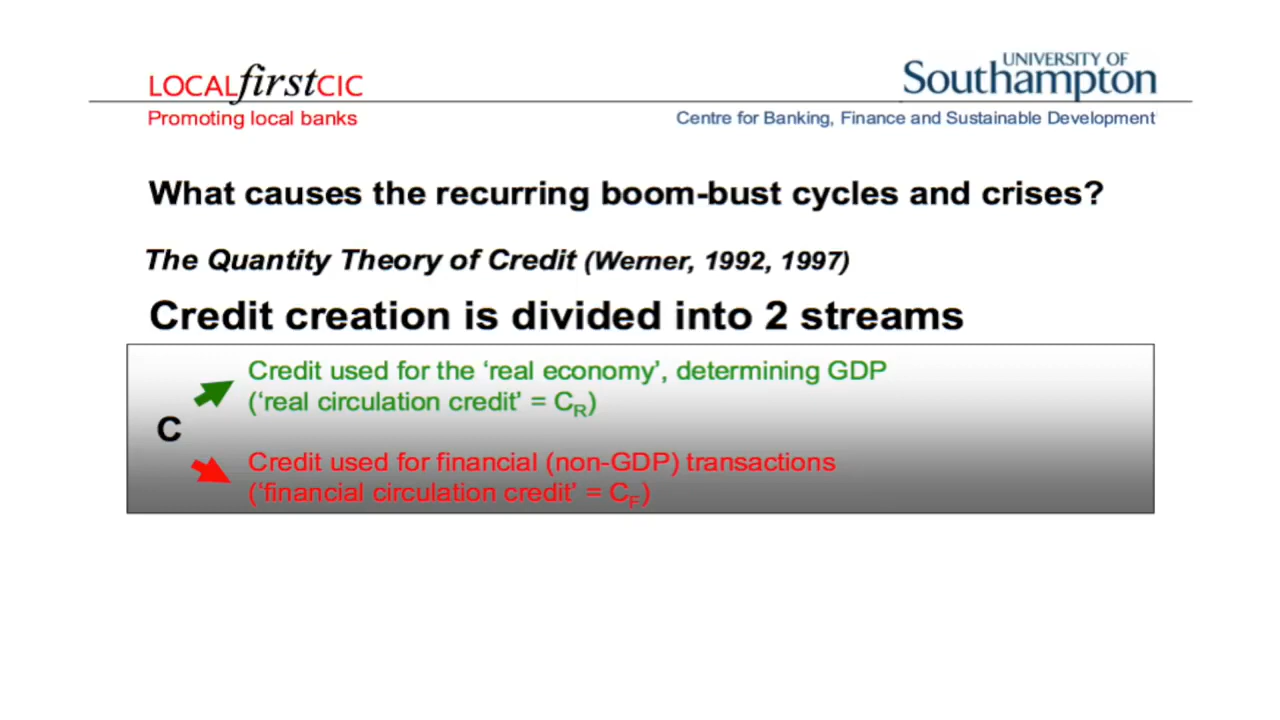 LOCALfirstCIC
Promoting local banks
UNIVERSITY OF
Southampton
Centre for Banking, Finance and Sustainable Development
What causes the recurring boom-bust cycles and crises?
The Quantity Theory of Credit (Werner, 1992, 1997)
Credit creation is divided into 2 streams
C
Credit used for the ‘real economy’, determining GDP
(‘real circulation credit’ = CR)
Credit used for financial (non-GDP) transactions
(‘financial circulation credit’ = CF)